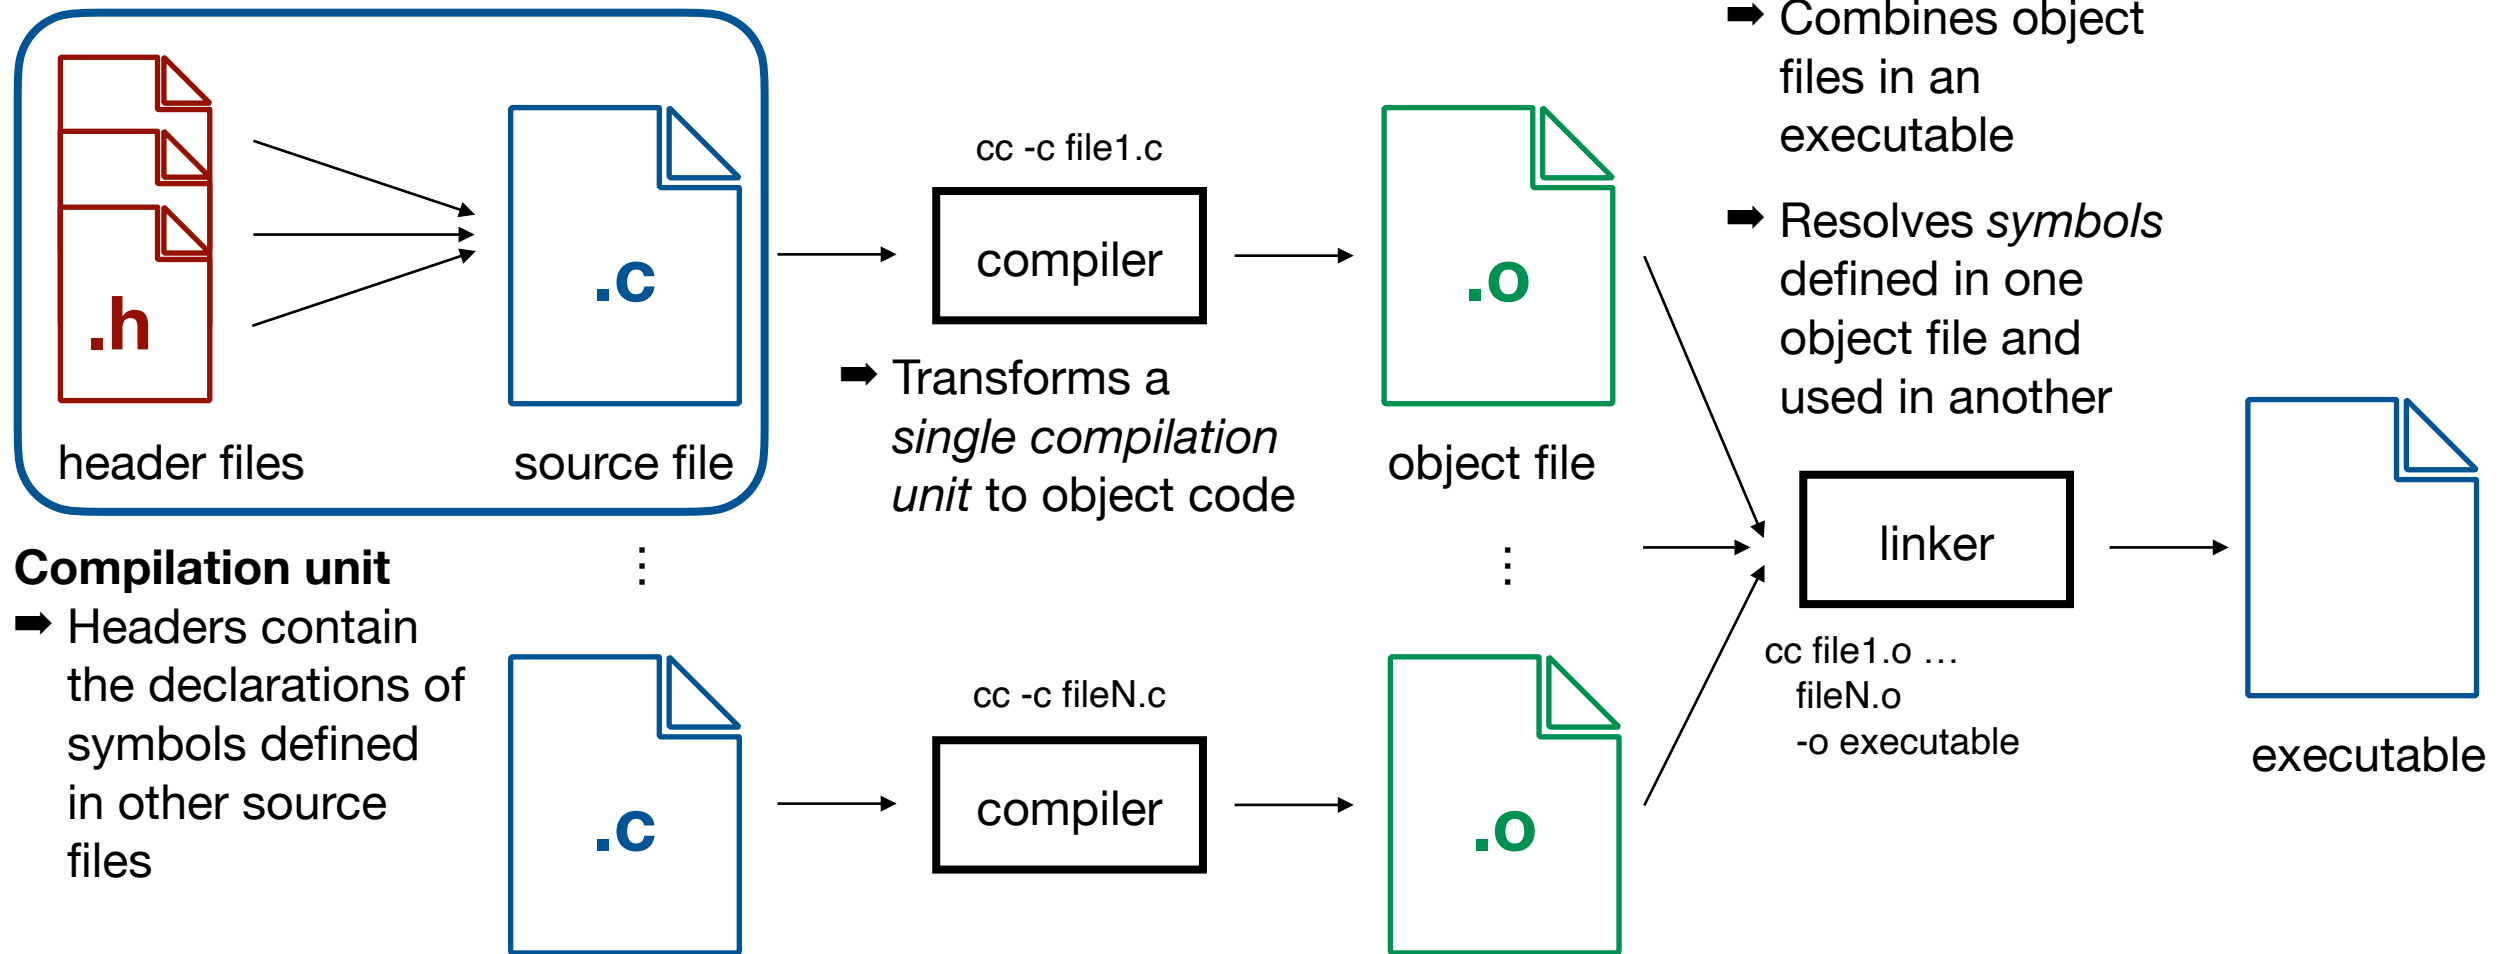 .h
header files
.c
source file
Compilation unit
➡ Headers contain
the declarations of
symbols defined
in other source
files
⋮
.c
cc -c file1.c
compiler
➡ Transforms a
single compilation
unit to object code
cc -c fileN.c
compiler
.o
object file
⋮
.o
➡ Combines object
files in an
executable
➡ Resolves symbols
defined in one
object file and
used in another
linker
cc file1.o …
fileN.o
-o executable
executable